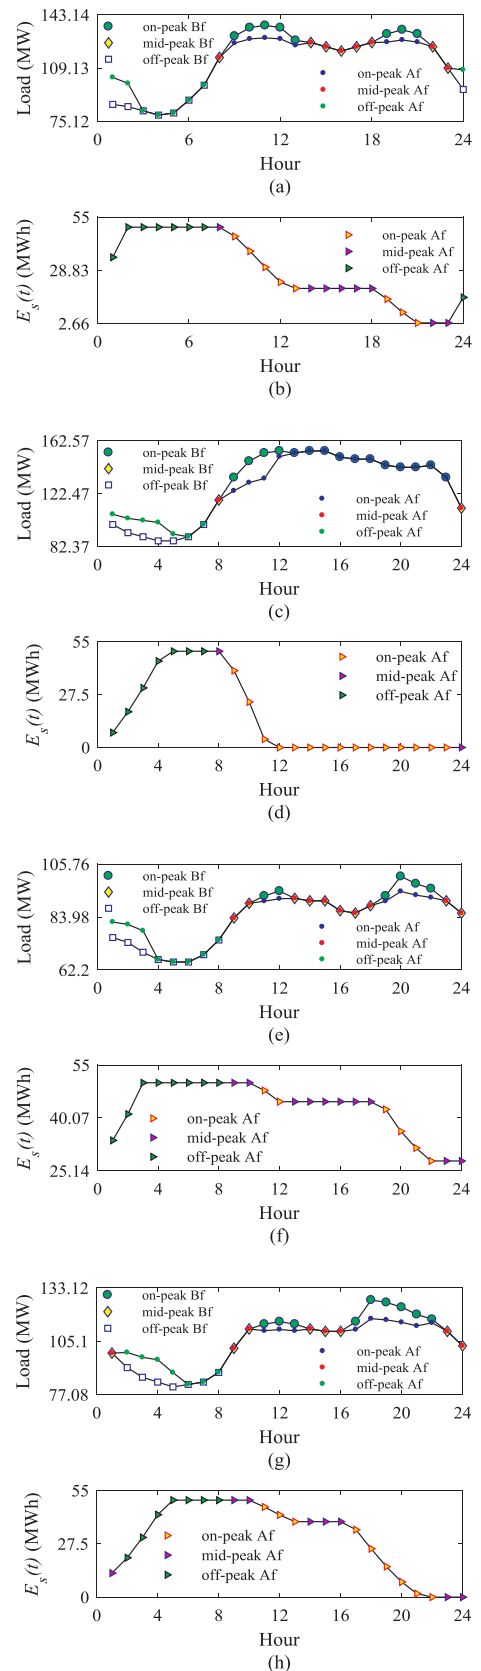 143.14
on-peak Bf
mid-peak Bf
off-peak Bf
Load (MW)
109.13
on-peak Af
mid-peak Af
off-peak Af
75.12
0 6 12 18 24
Hour
(a)
55
on-peak Af
mid-peak Af
off-peak Af
E_s(t) (MWh)
28.83
2.66
0 6 12 18 24
Hour
(b)
162.57
on-peak Bf
mid-peak Bf
off-peak Bf
Load (MW)
122.47
on-peak Af
mid-peak Af
off-peak Af
82.37
0 4 8 12 16 20 24
Hour
(c)
55
on-peak Af
mid-peak Af
off-peak Af
E_s(t) (MWh)
27.5
0
0 4 8 12 16 20 24
Hour
(d)
105.76
on-peak Bf
mid-peak Bf
off-peak Bf
Load (MW)
83.98
on-peak Af
mid-peak Af
off-peak Af
62.2
0 4 8 12 16 20 24
Hour
(e)
55
E_s(t) (MWh)
40.07
on-peak Af
mid-peak Af
off-peak Af
25.14
0 4 8 12 16 20 24
Hour
(f)
133.12
on-peak Bf
mid-peak Bf
off-peak Bf
Load (MW)
105.1
on-peak Af
mid-peak Af
off-peak Af
77.08
0 4 8 12 16 20 24
Hour
(g)
55
E_s(t) (MWh)
27.5
on-peak Af
mid-peak Af
off-peak Af
0
0 4 8 12 16 20 24
Hour
(h)